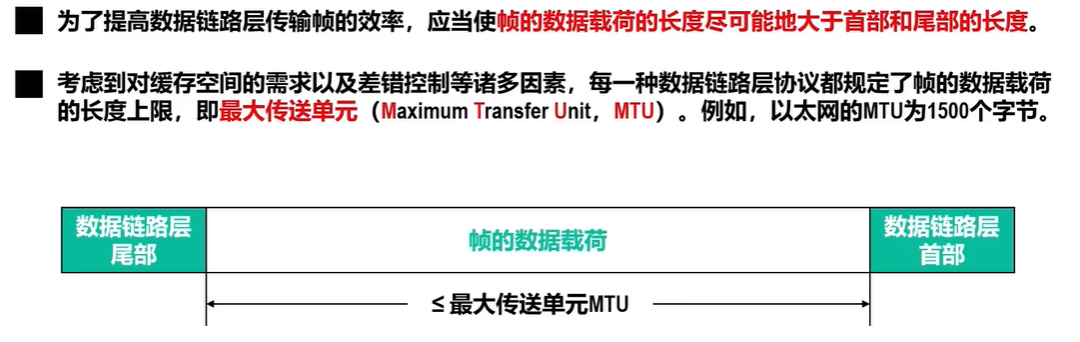 为了提高数据链路层传输帧的效率，应当使帧的数据载荷的长度尽可能地大于首部和尾部的长度。
考虑到对缓存空间的需求以及差错控制等诸多因素，每一种数据链路层协议都规定了帧的数据载荷
的长度上限，即最大传送单元（Maximum Transfer Unit，MTU）。例如，以太网的MTU为1500个字节。
数据链路层
尾部
帧的数据载荷
数据链路层
首部
≤ 最大传送单元MTU